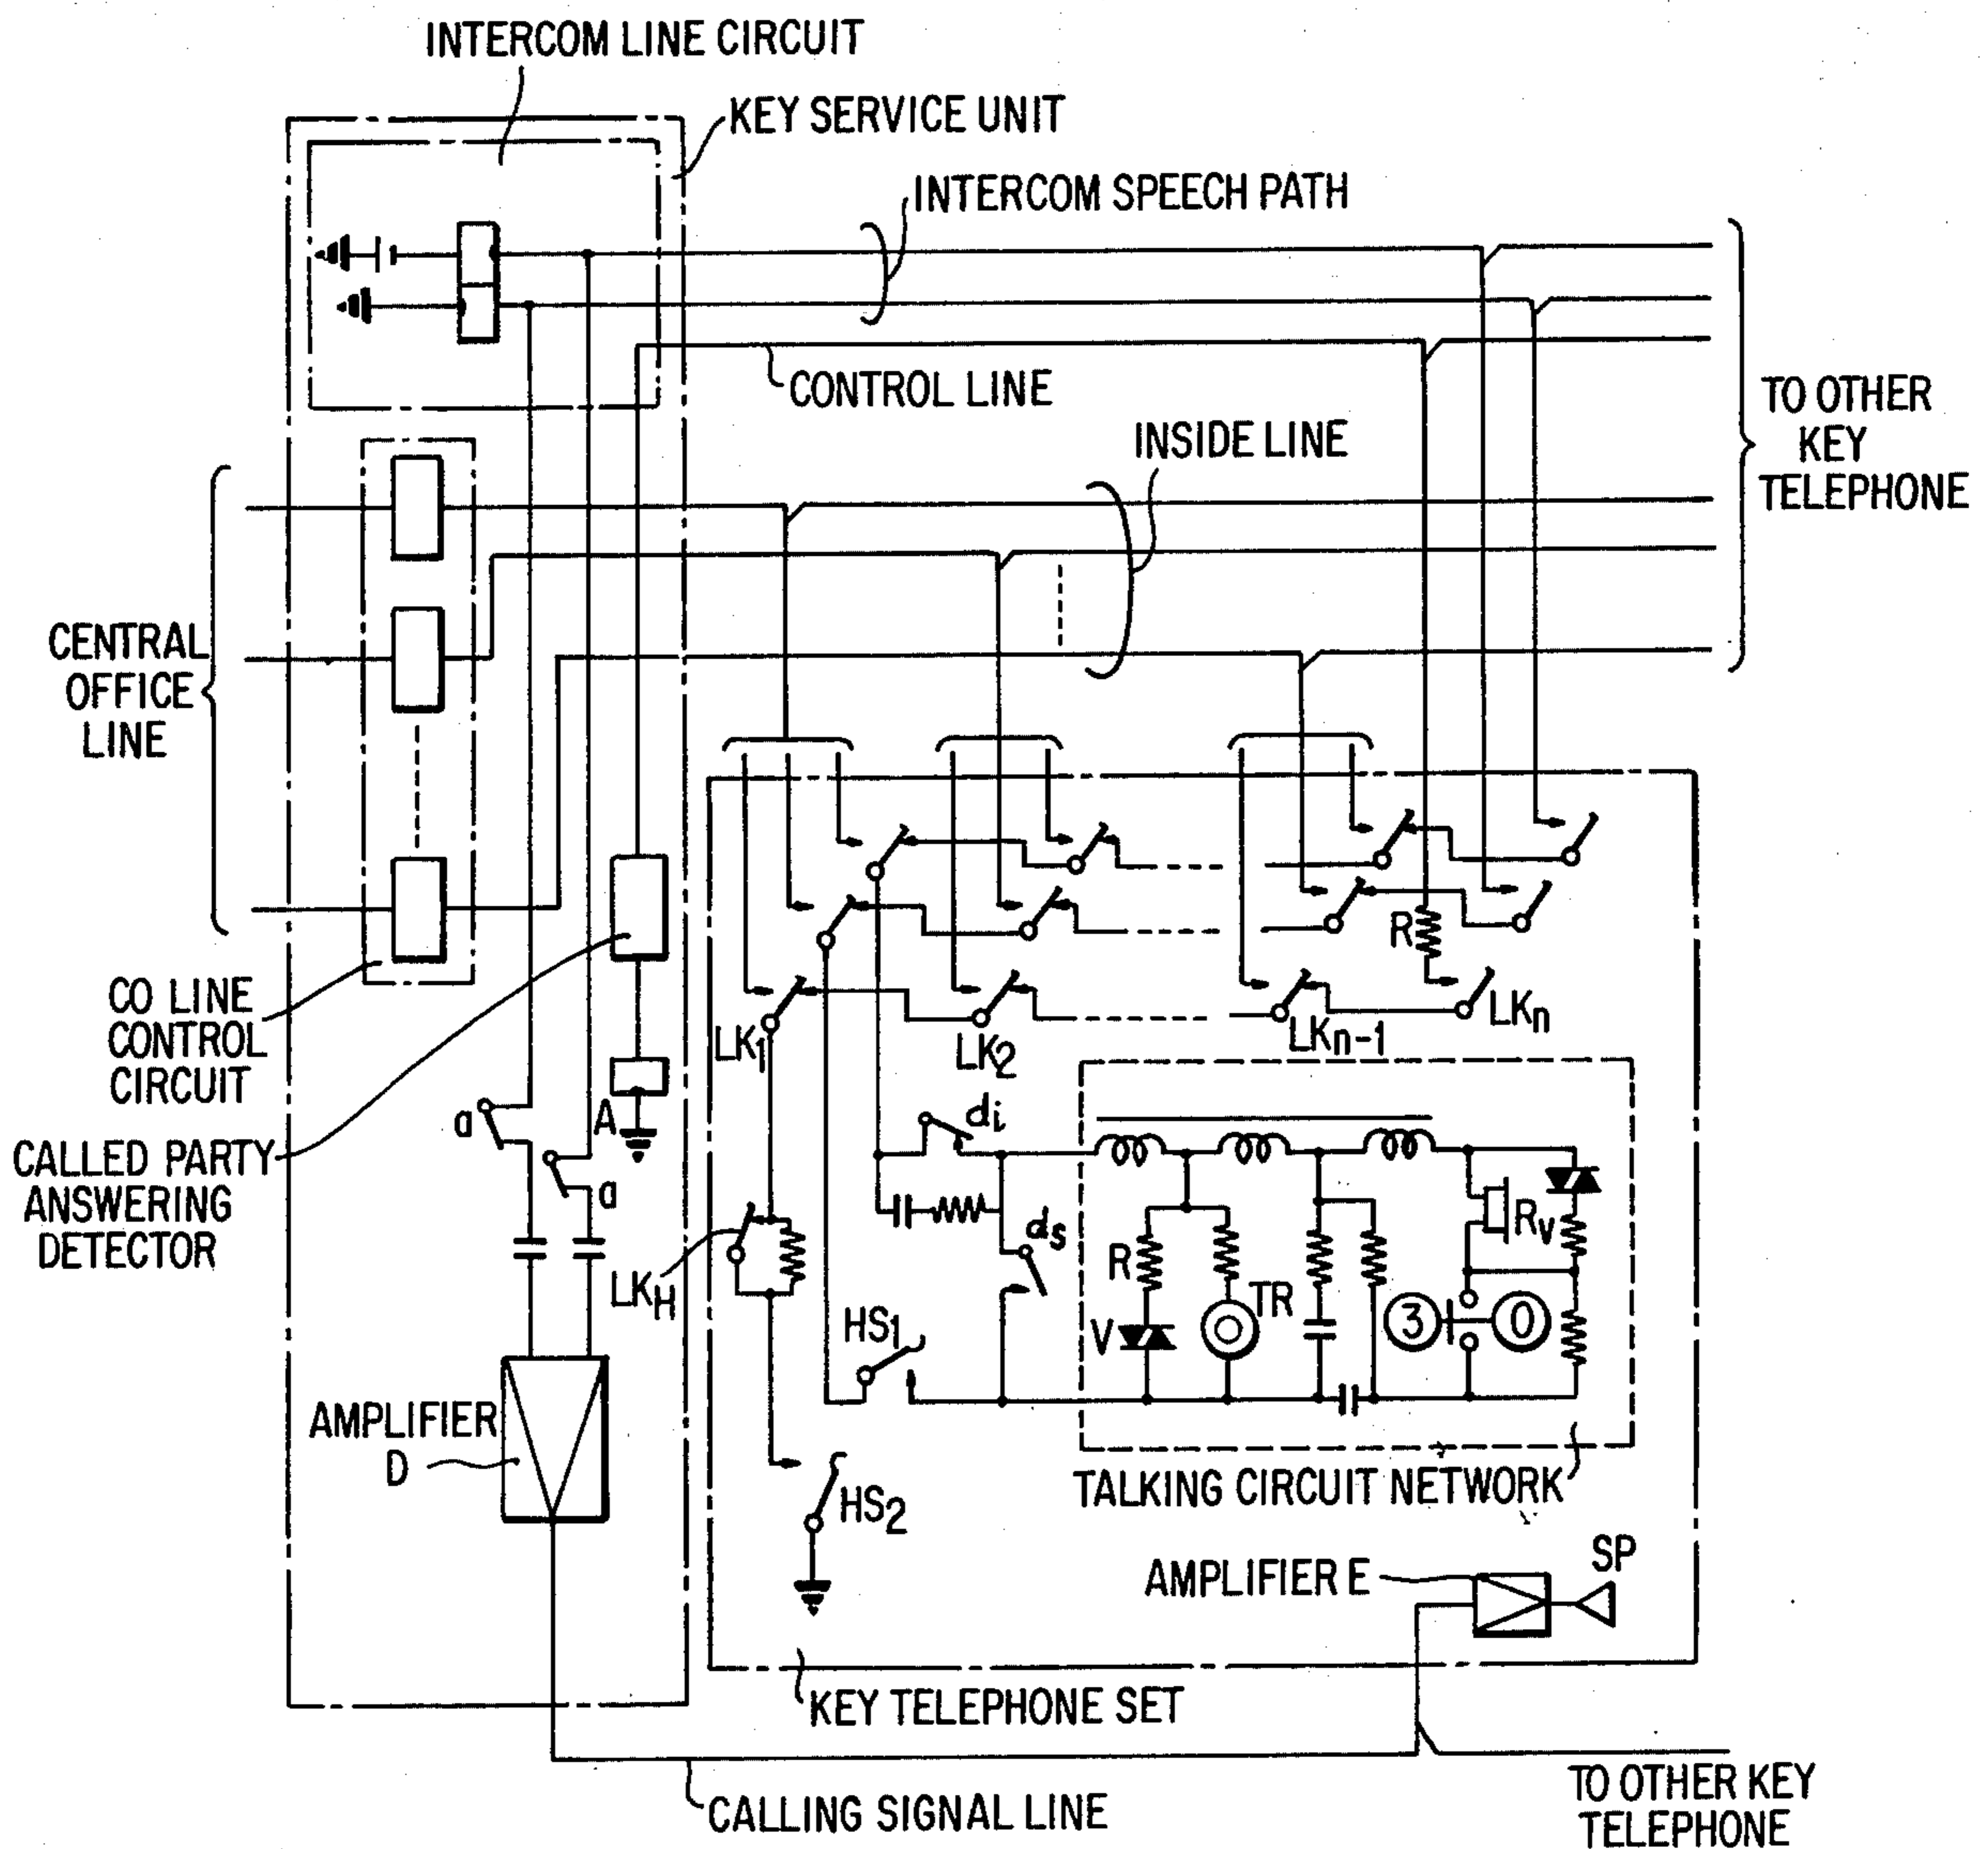 INTERCOM LINE CIRCUIT
KEY SERVICE UNIT
INTERCOM SPEECH PATH
CONTROL LINE
TO OTHER
KEY
TELEPHONE
INSIDE LINE
CENTRAL
OFFICE
LINE
CO LINE
CONTROL
CIRCUIT
CALLED PARTY
ANSWERING
DETECTOR
a
a
A
LK1
LK2
LKn-1
LKn
R
di
ds
LKH
HS1
HS2
R
V
TR
RV
3
0
TALKING CIRCUIT NETWORK
AMPLIFIER
D
AMPLIFIER E
SP
KEY TELEPHONE SET
CALLING SIGNAL LINE
TO OTHER KEY
TELEPHONE